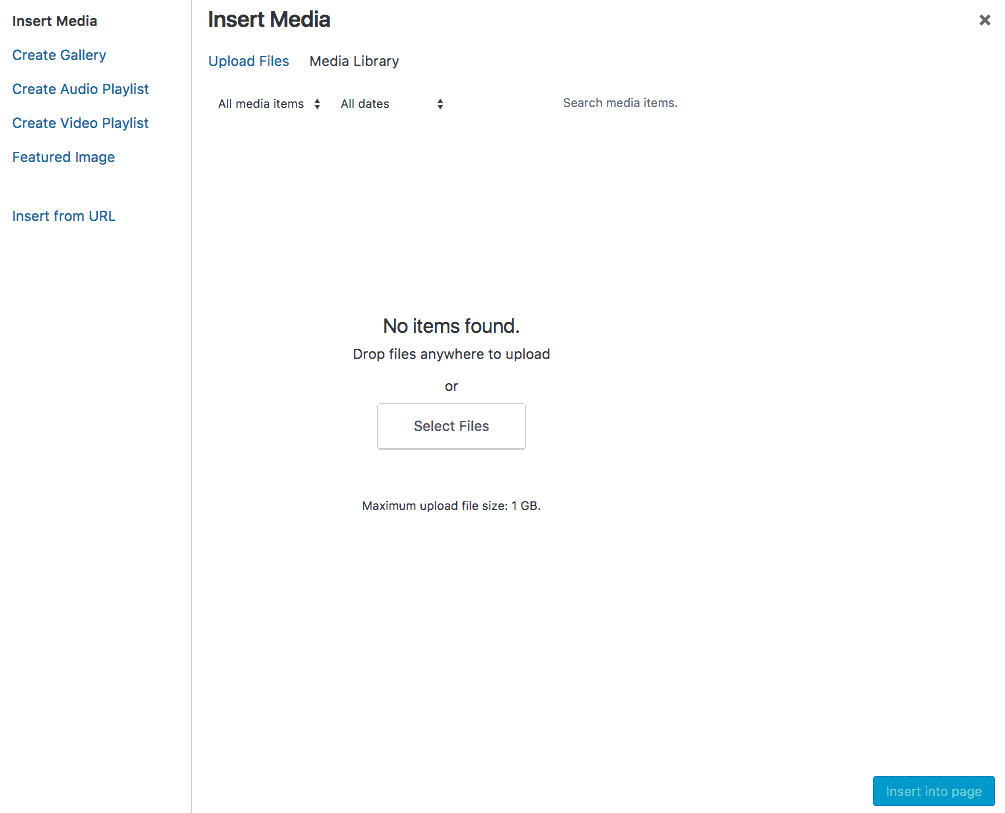 Insert Media
Create Gallery
Create Audio Playlist
Create Video Playlist
Featured Image
Insert from URL
Insert Media
Upload Files Media Library
All media items All dates Search media items.
No items found.
Drop files anywhere to upload
or
Select Files
Maximum upload file size: 1 GB.
Insert into page